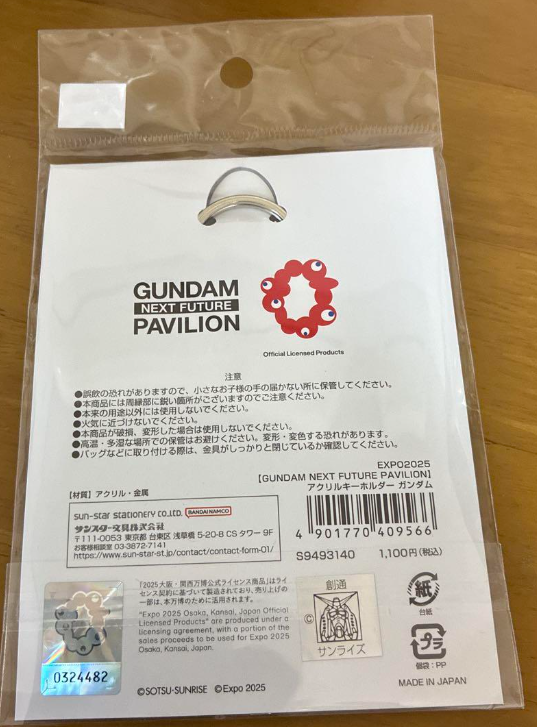 GUNDAM
NEXT FUTURE
PAVILION
Official Licensed Products
注意
●誤飲の恐れがありますので、小さなお子様の手の届かない所に保管してください。
●本商品には周縁部に鋭い箇所がございますのでご注意ください。
●本来の用途以外には使用しないでください。
●火気に近づけないでください。
●本商品が破損、変形した場合は使用しないでください。
●高温・多湿な場所での保管はお避けください。変形・変色する恐れがあります。
●バッグなどに取り付ける際は、金具がしっかりと閉じているか確認してください。
EXPO2025
【GUNDAM NEXT FUTURE PAVILION】
アクリルキーホルダー ガンダム
【材質】アクリル・金属
sun-star stationery co.,LTD. BANDAI NAMCO
サンスター文具株式会社
〒111-0053 東京都 台東区 浅草橋 5-20-8 CS タワー 9F
お客様相談室 03-3872-7141
https://www.sun-star-st.jp/contact/contact-form-01/
4 901770 409566
S9493140 1,100円(税込)
「2025大阪・関西万博公式ライセンス商品」はライ
センス契約に基づいて製造されており、売り上げの
一部は、本万博のために活用されます。
"Expo 2025 Osaka, Kansai, Japan Official
Licensed Products" are produced under a
licensing agreement, with a portion of the
sales proceeds to be used for Expo 2025
Osaka, Kansai, Japan.
0324482
創通
©
サンライズ
紙
台紙
プラ
個袋:PP
©SOTSU・SUNRISE ©Expo 2025
MADE IN JAPAN